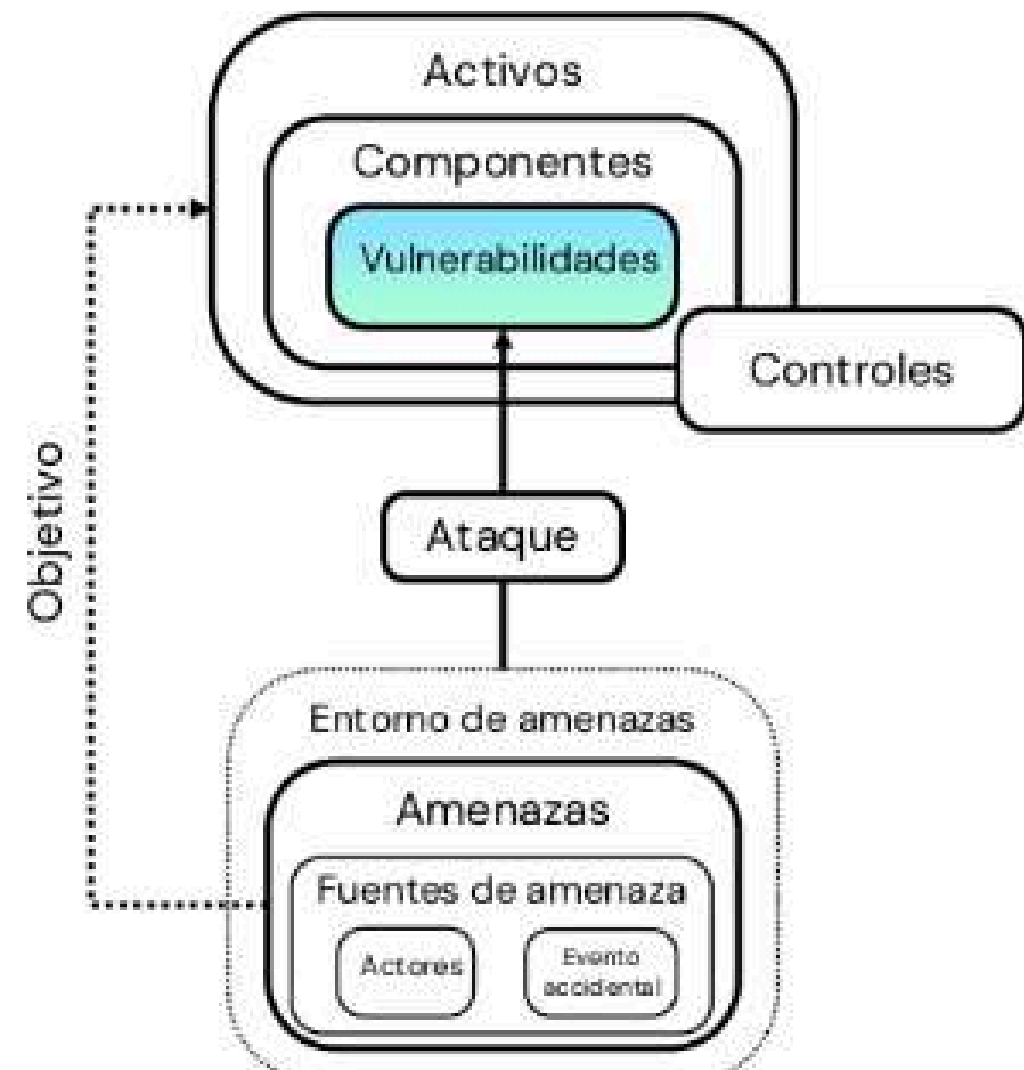 Activos
Componentes
Vulnerabilidades
Controles
Objetivo
Ataque
Entorno de amenazas
Amenazas
Fuentes de amenaza
Actores
Evento
accidental